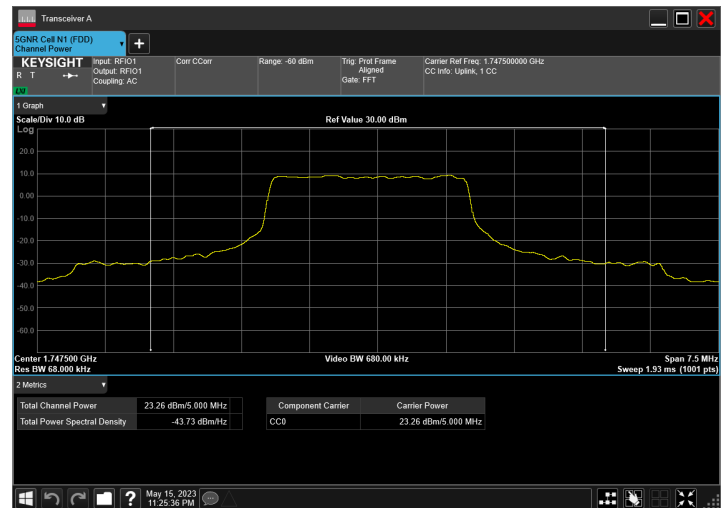 Transceiver A
5GNR Cell N1 (FDD)
Channel Power
KEYSIGHT
R T
LXI
Input: RFIO1
Output: RFIO1
Coupling: AC
Corr CCorr
Range: -60 dBm
Trig: Prot Frame
Aligned
Gate: FFT
Carrier Ref Freq: 1.747500000 GHz
CC Info: Uplink, 1 CC
1 Graph
Scale/Div 10.0 dB
Ref Value 30.00 dBm
Log
20.0
10.0
0.00
-10.0
-20.0
-30.0
-40.0
-50.0
-60.0
Center 1.747500 GHz
Video BW 680.00 kHz
Span 7.5 MHz
Res BW 68.000 kHz
Sweep 1.93 ms (1001 pts)
2 Metrics
Total Channel Power 23.26 dBm/5.000 MHz
Total Power Spectral Density -43.73 dBm/Hz
Component Carrier Carrier Power
CC0 23.26 dBm/5.000 MHz
May 15, 2023
11:25:36 PM